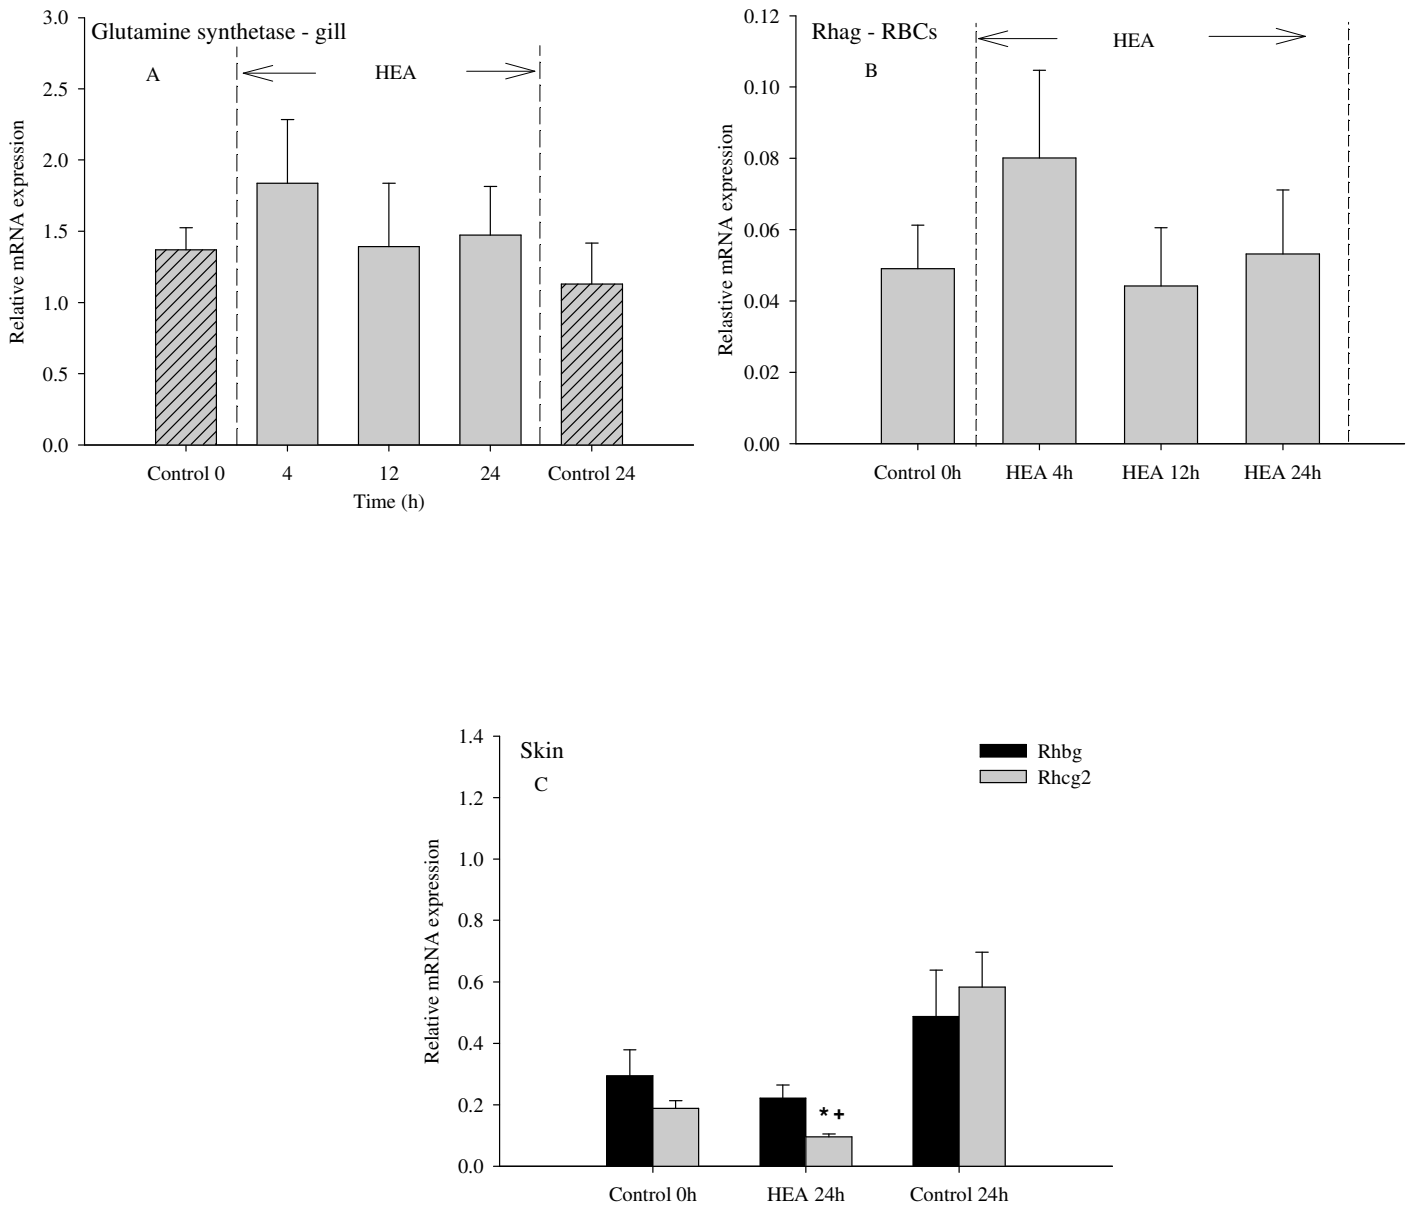 Glutamine synthetase - gill
A
HEA
Relative mRNA expression
3.0
2.5
2.0
1.5
1.0
0.5
0.0
Control 0 4 12 24 Control 24
Time (h)
Rhag - RBCs
B
HEA
Relastive mRNA expression
0.12
0.10
0.08
0.06
0.04
0.02
0.00
Control 0h HEA 4h HEA 12h HEA 24h
Skin
C
Rhbg
Rhcg2
Relative mRNA expression
1.4
1.2
1.0
0.8
0.6
0.4
0.2
0.0
* +
Control 0h HEA 24h Control 24h